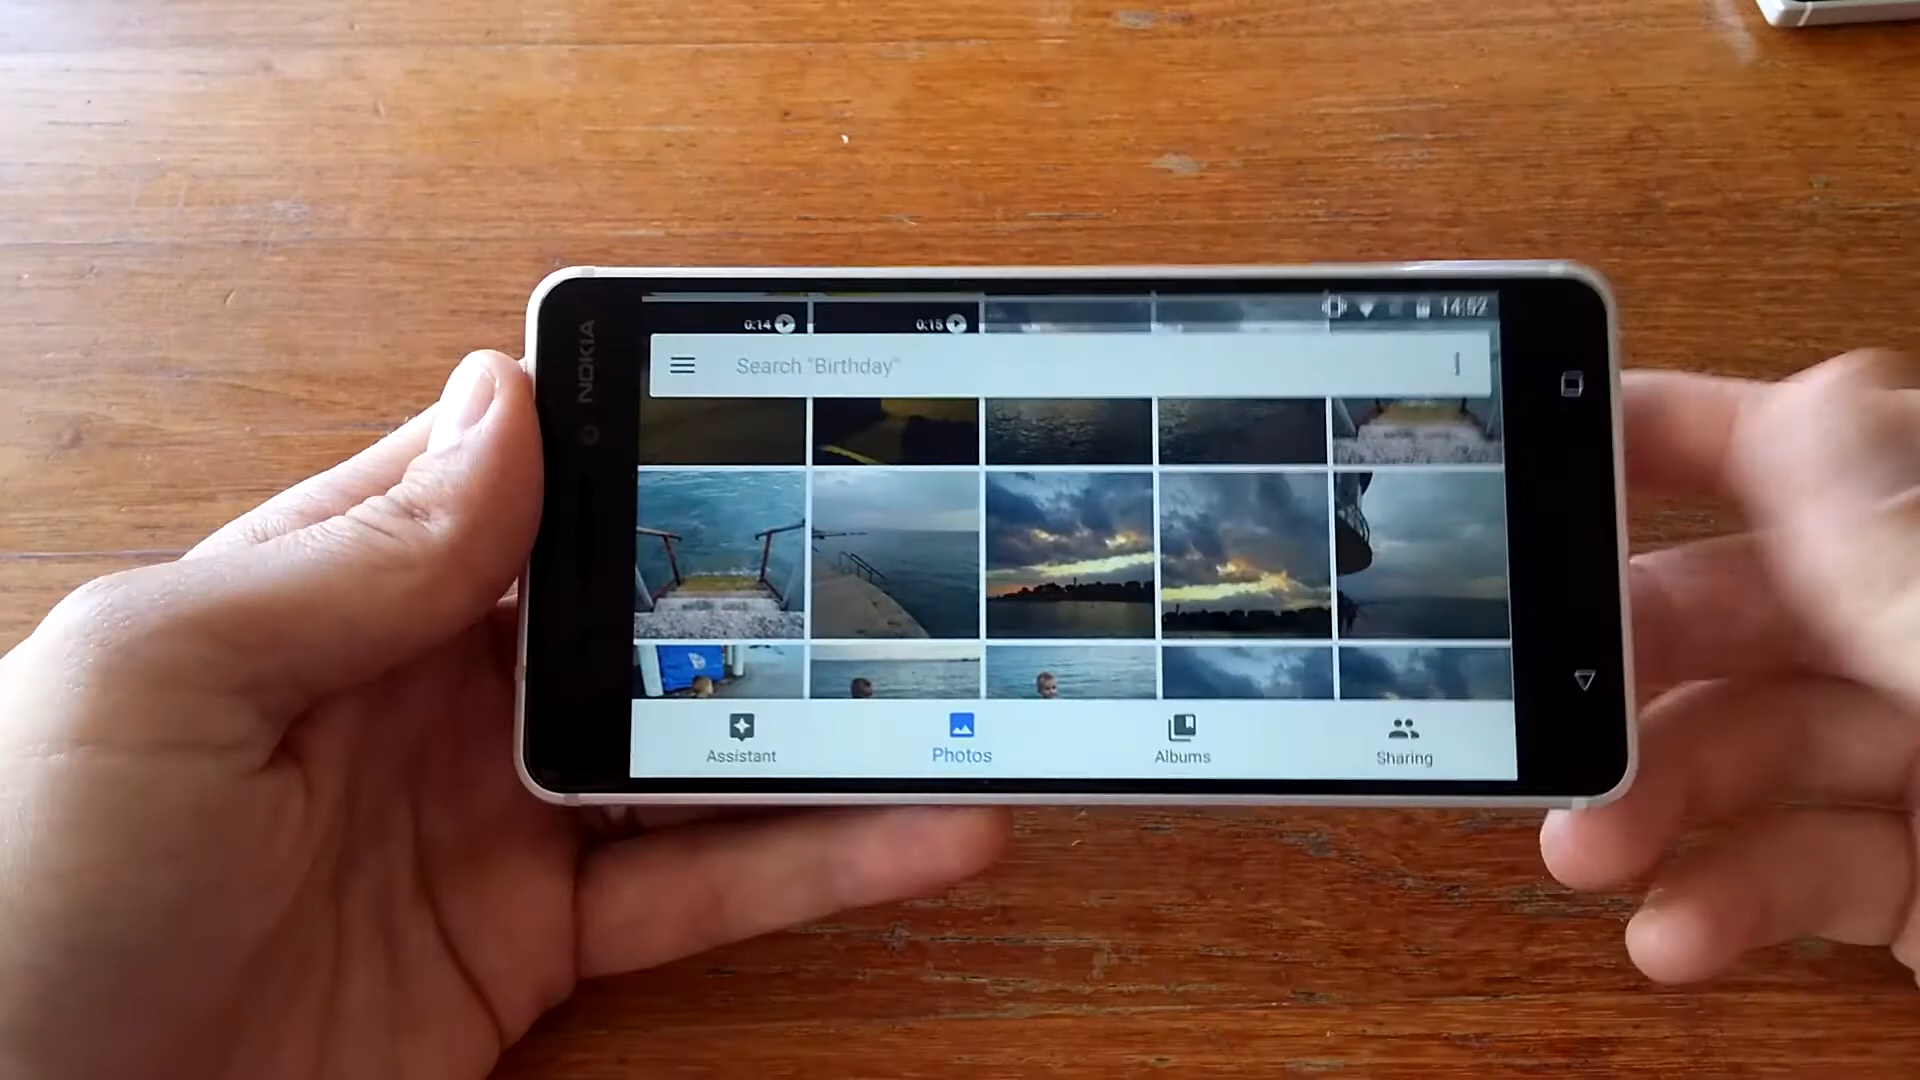 NOKIA
14:52
0:14
0:15
Search "Birthday"
Assistant
Photos
Albums
Sharing